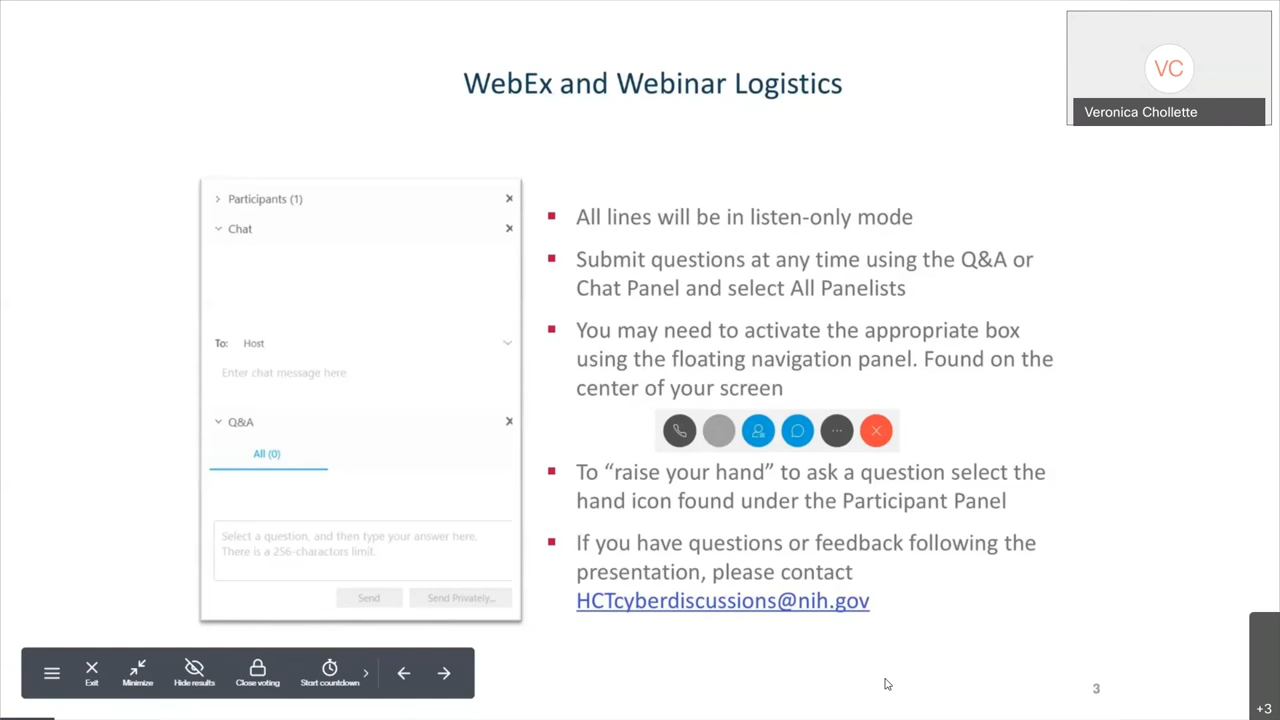 WebEx and Webinar Logistics
VC
Veronica Chollette
Participants (1)
Chat
To: Host
Enter chat message here
Q&A
All (0)
Select a question, and then type your answer here.
There is a 256-characters limit.
Send
Send Privately...
All lines will be in listen-only mode
Submit questions at any time using the Q&A or
Chat Panel and select All Panelists
You may need to activate the appropriate box
using the floating navigation panel. Found on the
center of your screen
To “raise your hand” to ask a question select the
hand icon found under the Participant Panel
If you have questions or feedback following the
presentation, please contact
HCTcyberdiscussions@nih.gov
Exit
Minimize
Hide results
Close voting
Start countdown
3
+3